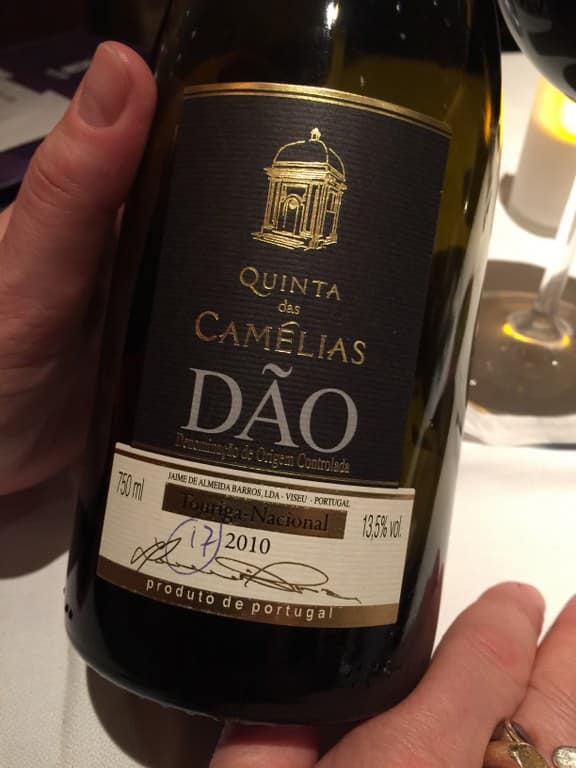 QUINTA
das
CAMÉLIAS
DÃO
Denominação de Origem Controlada
JAIME DE ALMEIDA BARROS, LDA - VISEU - PORTUGAL
750 ml
Touriga-Nacional
13,5% vol.
17 2010
produto de portugal